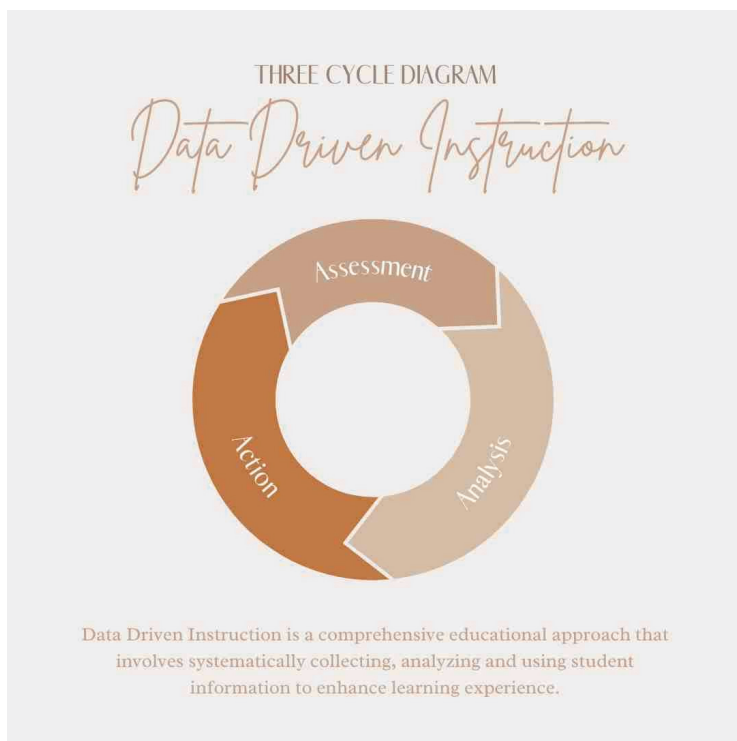 THREE CYCLE DIAGRAM
Data Driven Instruction
Assessment
Analysis
Action
Data Driven Instruction is a comprehensive educational approach that
involves systematically collecting, analyzing and using student
information to enhance learning experience.